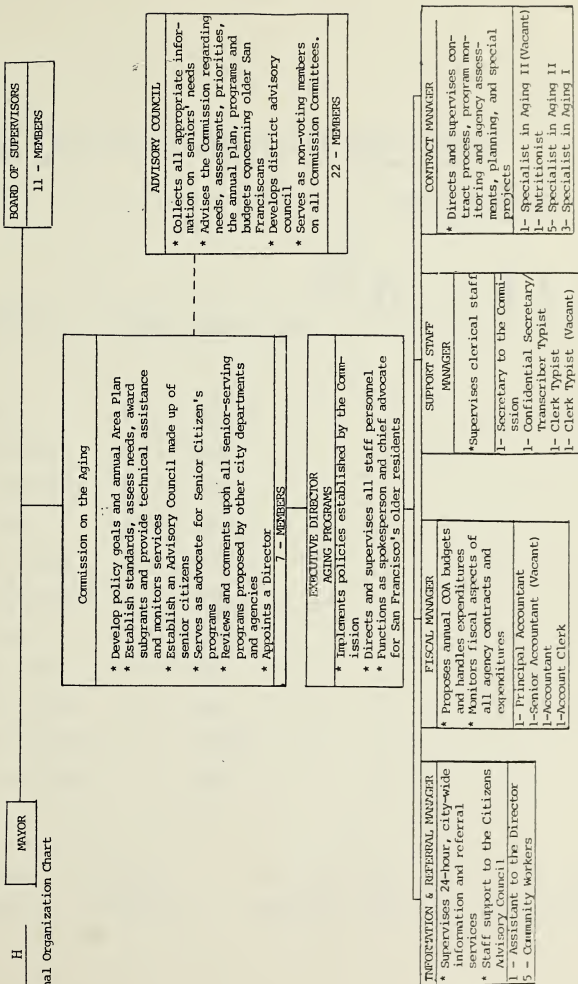 H
nal Organization Chart
MAYOR
BOARD OF SUPERVISORS
11 - MEMBERS
Commission on the Aging
* Develop policy goals and annual Area Plan
* Establish standards, assess needs, award
subgrants and provide technical assistance
and monitors services
* Establish an Advisory Council made up of
senior citizens
* Serves as advocate for Senior Citizen's
programs
* Reviews and comments upon all senior-serving
programs proposed by other city departments
and agencies
* Appoints a Director
7 - MEMBERS
ADVISORY COUNCIL
* Collects all appropriate infor-
mation on seniors' needs
* Advises the Commission regarding
needs, assessments, priorities,
the annual plan, programs and
budgets concerning older San
Franciscans
* Develops district advisory
council
* Serves as non-voting members
on all Commission Committees.
22 - MEMBERS
EXECUTIVE DIRECTOR
AGING PROGRAMS
* Implements policies established by the Comm-
ission
* Directs and supervises all staff personnel
* Functions as spokesperson and chief advocate
for San Francisco's older residents
INFORMATION & REFERRAL MANAGER
* Supervises 24-hour, city-wide
information and referral
services
* Staff support to the Citizens
Advisory Council
1 - Assistant to the Director
5 - Community Workers
FISCAL MANAGER
* Proposes annual COA budgets
and handles expenditures
* Monitors fiscal aspects of
all agency contracts and
expenditures
1- Principal Accountant
1-Senior Accountant (Vacant)
1-Accountant
1-Account Clerk
SUPPORT STAFF
MANAGER
*Supervises clerical staff
1- Secretary to the Commi-
ssion
1- Confidential Secretary/
Transcriber Typist
1- Clerk Typist
1- Clerk Typist (Vacant)
CONTRACT MANAGER
* Directs and supervises con-
tract process, program mon-
itoring and agency assess-
ments, planning, and special
projects
1- Specialist in Aging II (Vacant)
1- Nutritionist
5- Specialist in Aging II
3- Specialist in Aging I